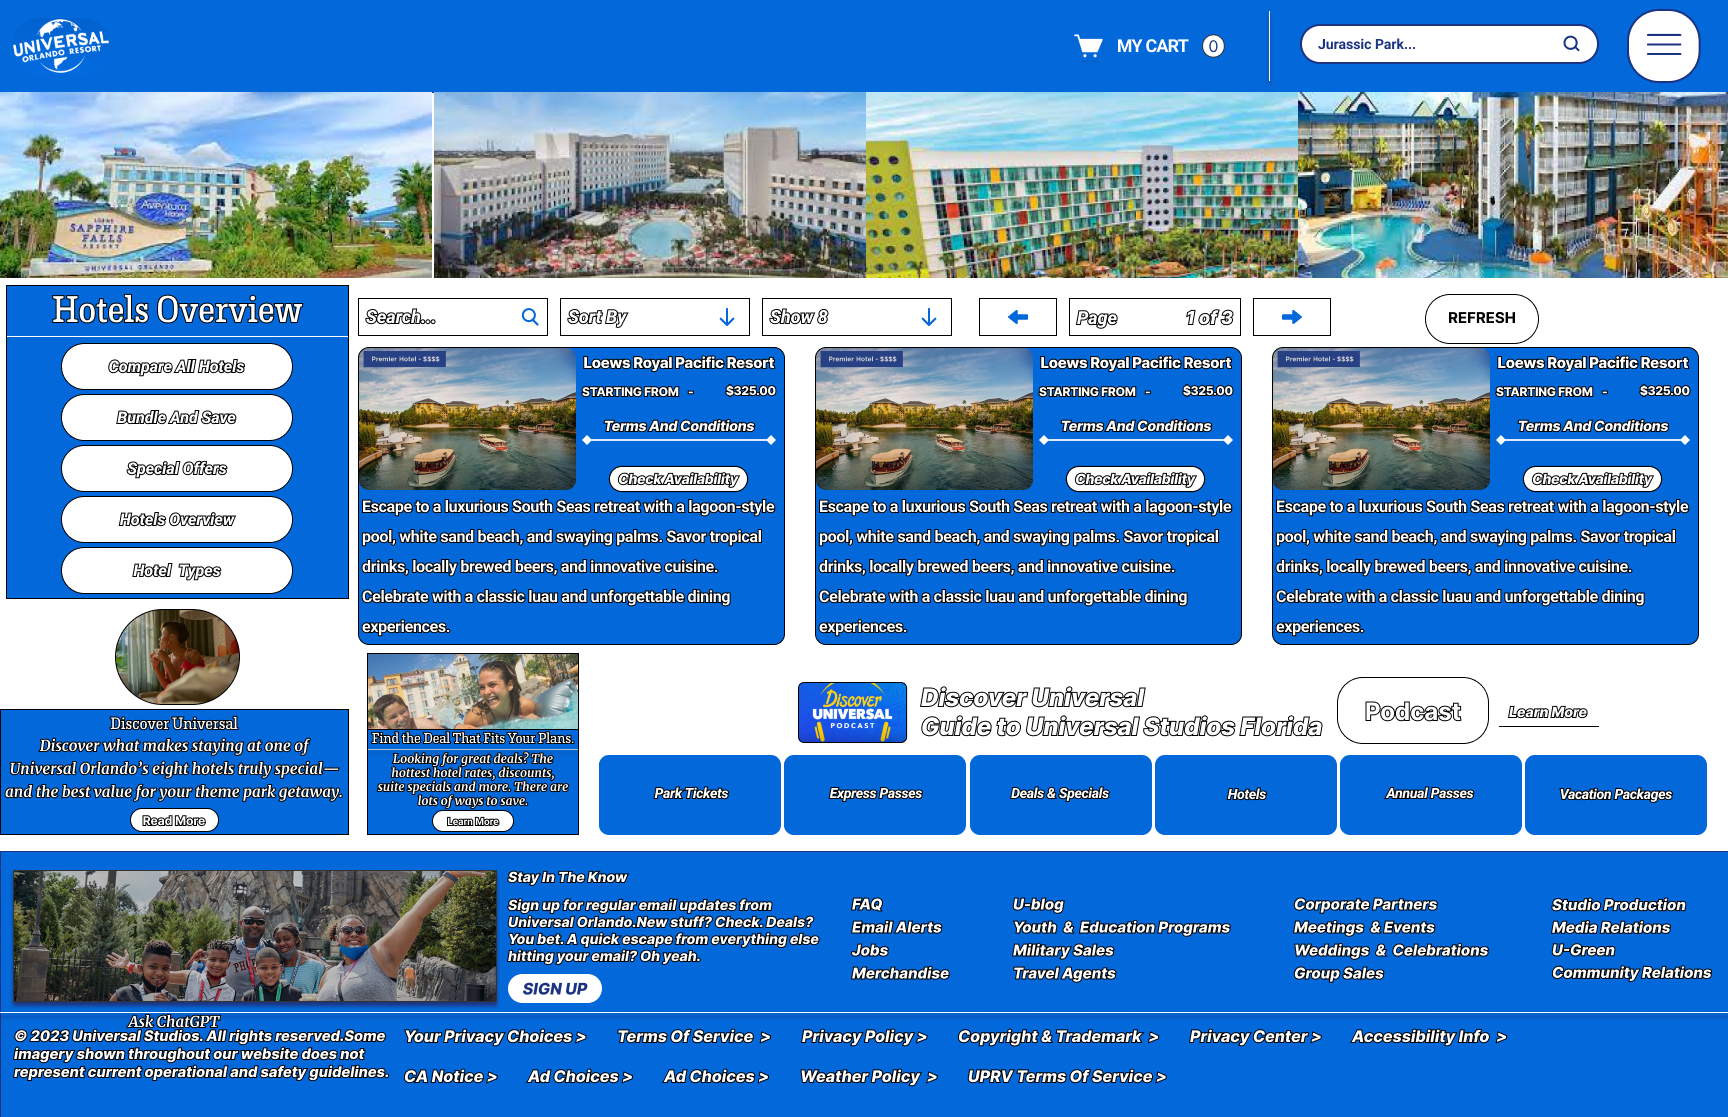 UNIVERSAL
ORLANDO RESORT
MY CART 0
Jurassic Park...
LOEWS
SAPPHIRE
FALLS
RESORT
UNIVERSAL ORLANDO
Aventura
Hotels Overview
Compare All Hotels
Bundle And Save
Special Offers
Hotels Overview
Hotel Types
Search...
Sort By
Show 8
Page 1 of 3
REFRESH
Premier Hotel - $$$$
Loews Royal Pacific Resort
STARTING FROM - $325.00
Terms And Conditions
Check Availability
Escape to a luxurious South Seas retreat with a lagoon-style
pool, white sand beach, and swaying palms. Savor tropical
drinks, locally brewed beers, and innovative cuisine.
Celebrate with a classic luau and unforgettable dining
experiences.
Premier Hotel - $$$$
Loews Royal Pacific Resort
STARTING FROM - $325.00
Terms And Conditions
Check Availability
Escape to a luxurious South Seas retreat with a lagoon-style
pool, white sand beach, and swaying palms. Savor tropical
drinks, locally brewed beers, and innovative cuisine.
Celebrate with a classic luau and unforgettable dining
experiences.
Premier Hotel - $$$$
Loews Royal Pacific Resort
STARTING FROM - $325.00
Terms And Conditions
Check Availability
Escape to a luxurious South Seas retreat with a lagoon-style
pool, white sand beach, and swaying palms. Savor tropical
drinks, locally brewed beers, and innovative cuisine.
Celebrate with a classic luau and unforgettable dining
experiences.
Discover Universal
Discover what makes staying at one of
Universal Orlando's eight hotels truly special—
and the best value for your theme park getaway.
Read More
Find the Deal That Fits Your Plans.
Looking for great deals? The
hottest hotel rates, discounts,
suite specials and more. There are
lots of ways to save.
Learn More
Discover
UNIVERSAL
PODCAST
Discover Universal
Guide to Universal Studios Florida
Podcast
Learn More
Park Tickets
Express Passes
Deals & Specials
Hotels
Annual Passes
Vacation Packages
Stay In The Know
Sign up for regular email updates from
Universal Orlando.New stuff? Check. Deals?
You bet. A quick escape from everything else
hitting your email? Oh yeah.
SIGN UP
FAQ
Email Alerts
Jobs
Merchandise
U-blog
Youth & Education Programs
Military Sales
Travel Agents
Corporate Partners
Meetings & Events
Weddings & Celebrations
Group Sales
Studio Production
Media Relations
U-Green
Community Relations
Ask ChatGPT
© 2023 Universal Studios. All rights reserved.Some
imagery shown throughout our website does not
represent current operational and safety guidelines.
Your Privacy Choices >
Terms Of Service >
Privacy Policy >
Copyright & Trademark >
Privacy Center >
Accessibility Info >
CA Notice >
Ad Choices >
Ad Choices >
Weather Policy >
UPRV Terms Of Service >